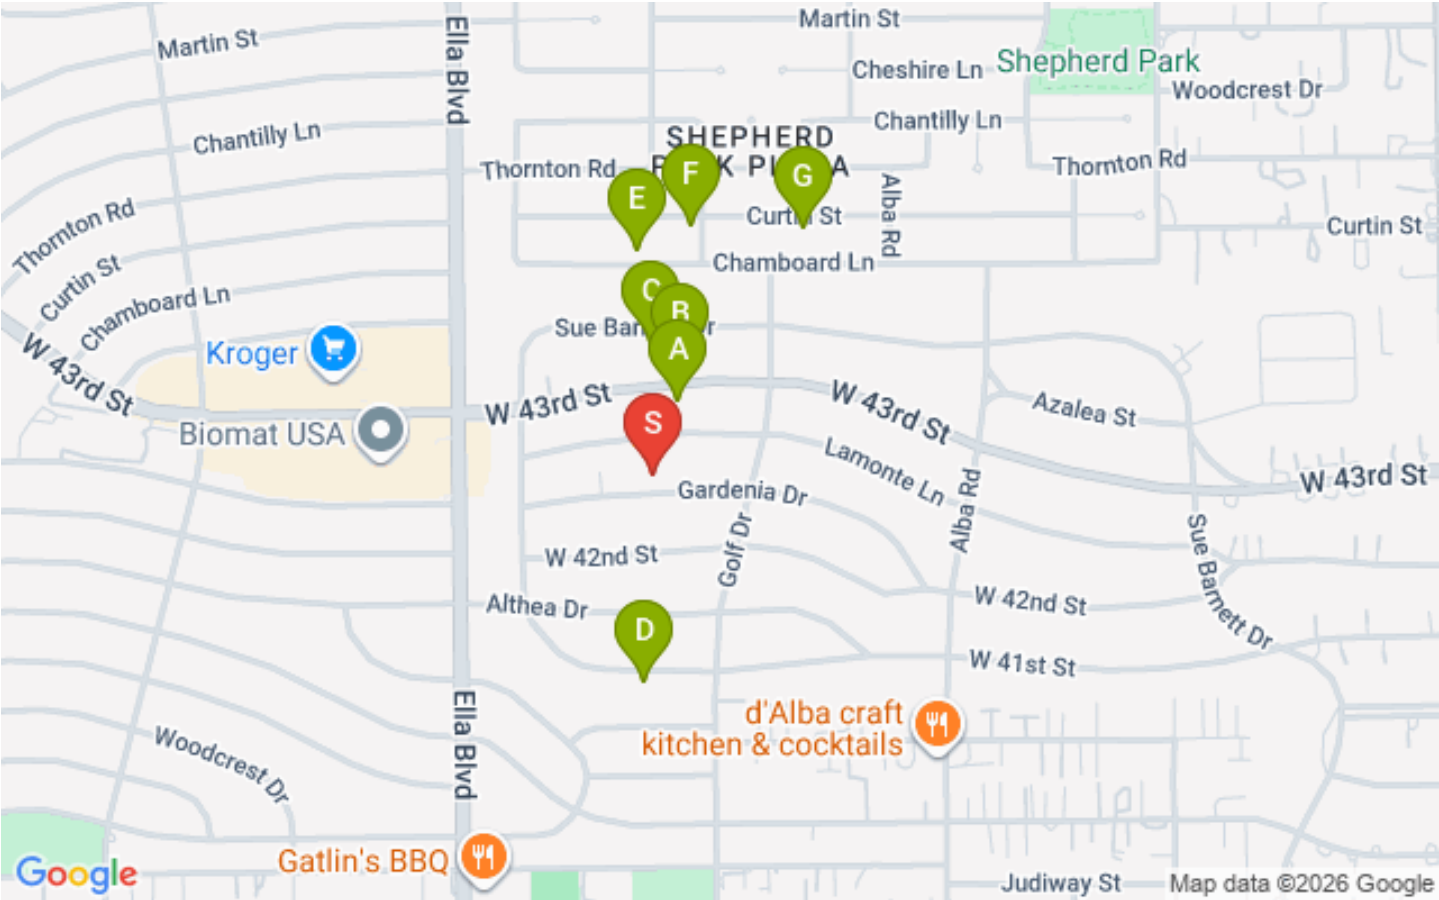 Martin St
Ella Blvd
Martin St
Cheshire Ln
Shepherd Park
Woodcrest Dr
Chantilly Ln
Chantilly Ln
SHEPHERD
Thornton Rd
Thornton Rd
E
F
G
Alba Rd
Thornton Rd
Curtin St
Curtin St
Curtin St
Chamboard Ln
Chamboard Ln
C
B
A
Kroger
W 43rd St
W 43rd St
W 43rd St
Azalea St
Biomat USA
S
Lamonte Ln
W 43rd St
Gardenia Dr
Alba Rd
Golf Dr
W 42nd St
Sue Barnett Dr
Althea Dr
W 42nd St
D
W 41st St
Ella Blvd
d'Alba craft
kitchen & cocktails
Woodcrest Dr
Gatlin's BBQ
Google
Judiway St
Map data ©2026 Google